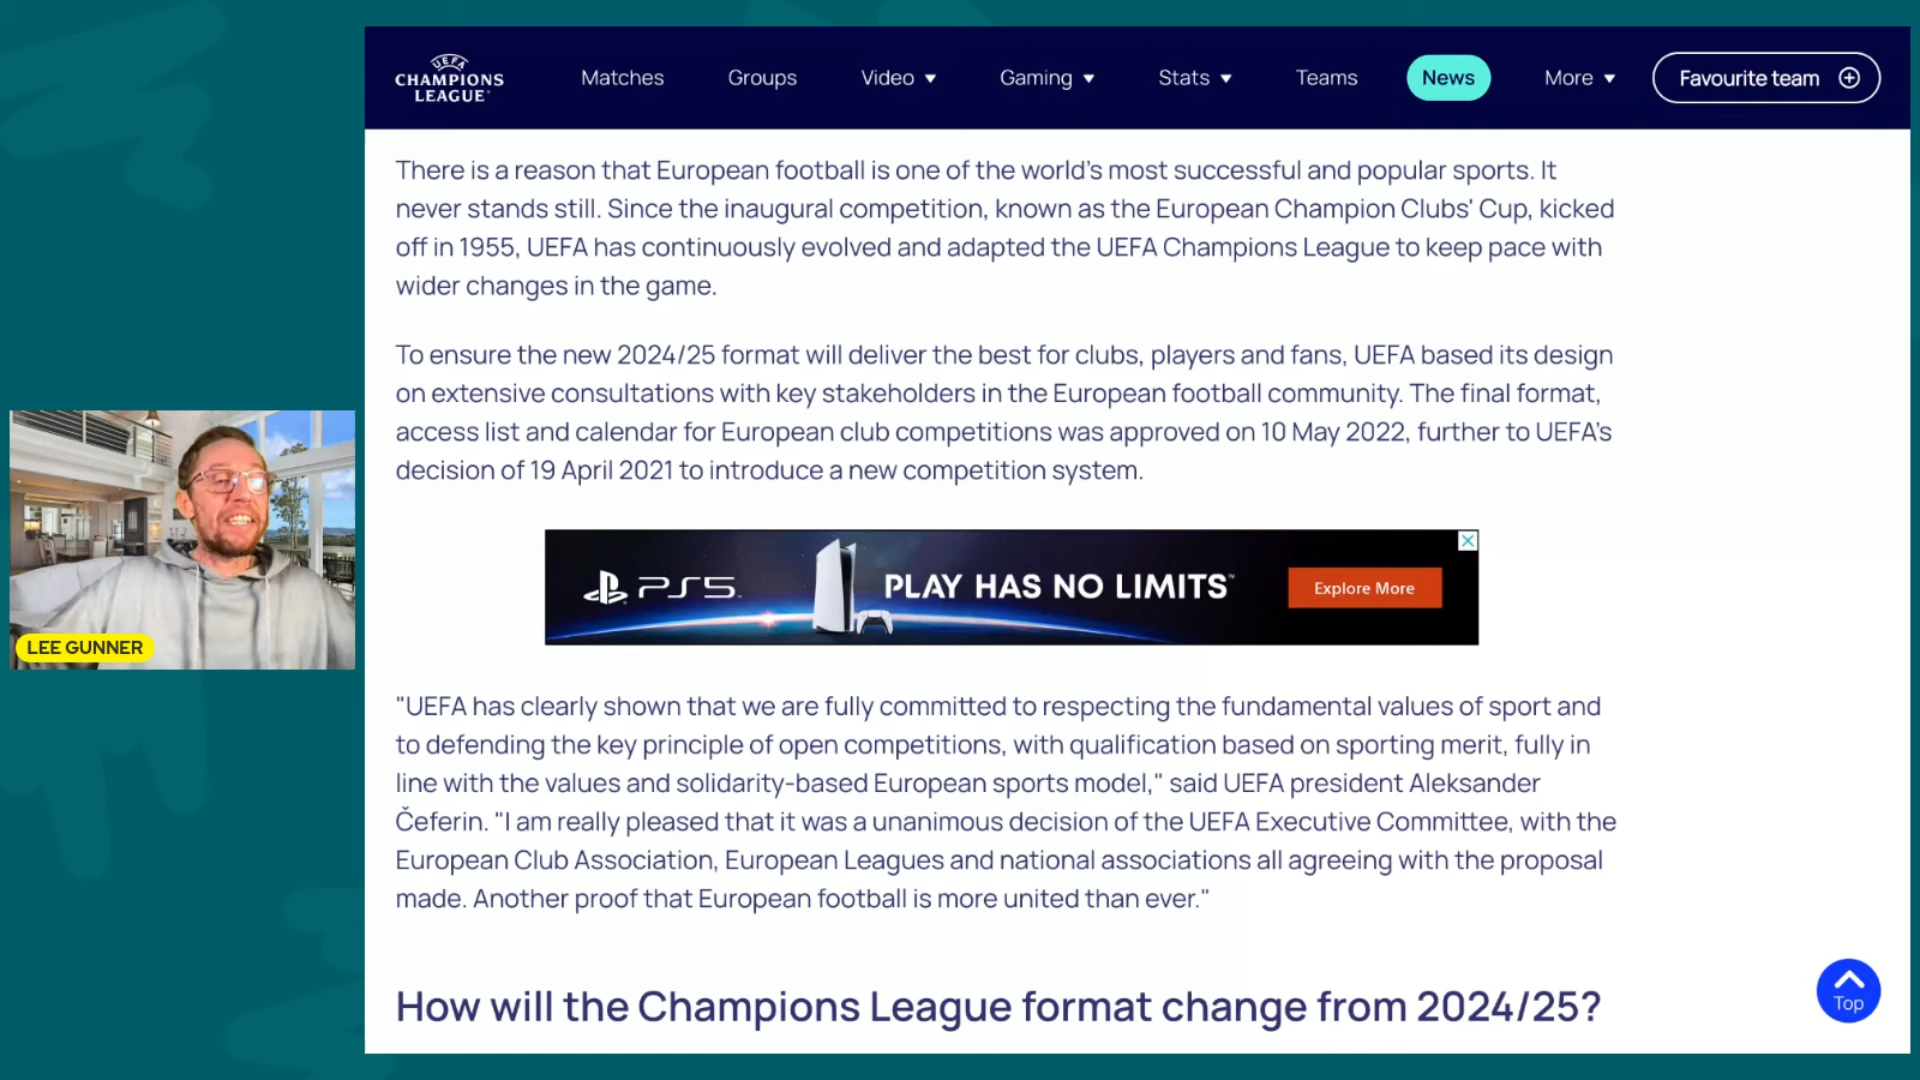 UEFA
CHAMPIONS
LEAGUE
Matches
Groups
Video
Gaming
Stats
Teams
News
More
Favourite team
There is a reason that European football is one of the world's most successful and popular sports. It
never stands still. Since the inaugural competition, known as the European Champion Clubs' Cup, kicked
off in 1955, UEFA has continuously evolved and adapted the UEFA Champions League to keep pace with
wider changes in the game.
To ensure the new 2024/25 format will deliver the best for clubs, players and fans, UEFA based its design
on extensive consultations with key stakeholders in the European football community. The final format,
access list and calendar for European club competitions was approved on 10 May 2022, further to UEFA's
decision of 19 April 2021 to introduce a new competition system.
PS5
PLAY HAS NO LIMITS™
Explore More
LEE GUNNER
"UEFA has clearly shown that we are fully committed to respecting the fundamental values of sport and
to defending the key principle of open competitions, with qualification based on sporting merit, fully in
line with the values and solidarity-based European sports model," said UEFA president Aleksander
Čeferin. "I am really pleased that it was a unanimous decision of the UEFA Executive Committee, with the
European Club Association, European Leagues and national associations all agreeing with the proposal
made. Another proof that European football is more united than ever."
How will the Champions League format change from 2024/25?
Top